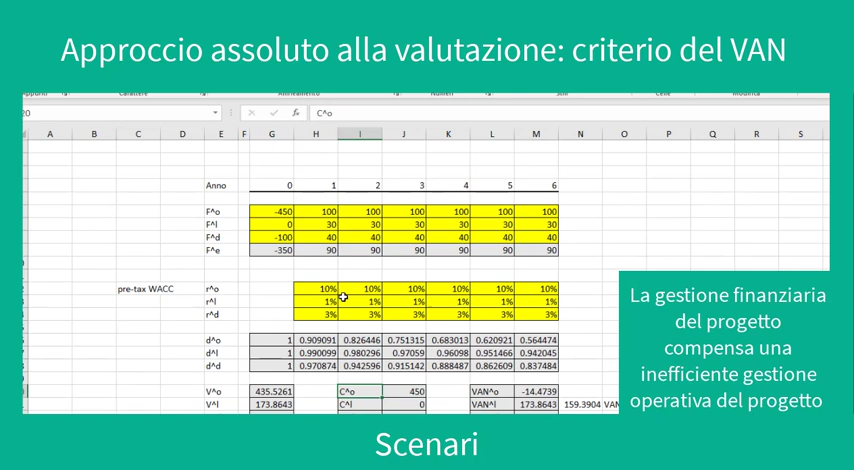 Approccio assoluto alla valutazione: criterio del VAN
C^o
A B C D E F G H I J K L M N O P Q R S
Anno 0 1 2 3 4 5 6
F^o -450 100 100 100 100 100 100
F^l 0 30 30 30 30 30 30
F^d -100 40 40 40 40 40 40
F^e -350 90 90 90 90 90 90
pre-tax WACC r^o 10% 10% 10% 10% 10% 10%
r^l 1% 1% 1% 1% 1% 1%
r^d 3% 3% 3% 3% 3% 3%
d^o 1 0.909091 0.826446 0.751315 0.683013 0.620921 0.564474
d^l 1 0.990099 0.980296 0.97059 0.96098 0.951466 0.942045
d^d 1 0.970874 0.942596 0.915142 0.888487 0.862609 0.837484
V^o 435.5261 C^o 450 VAN^o -14.4739
V^l 173.8643 C^l 0 VAN^l 173.8643 159.3904
La gestione finanziaria
del progetto
compensa una
inefficiente gestione
operativa del progetto
Scenari